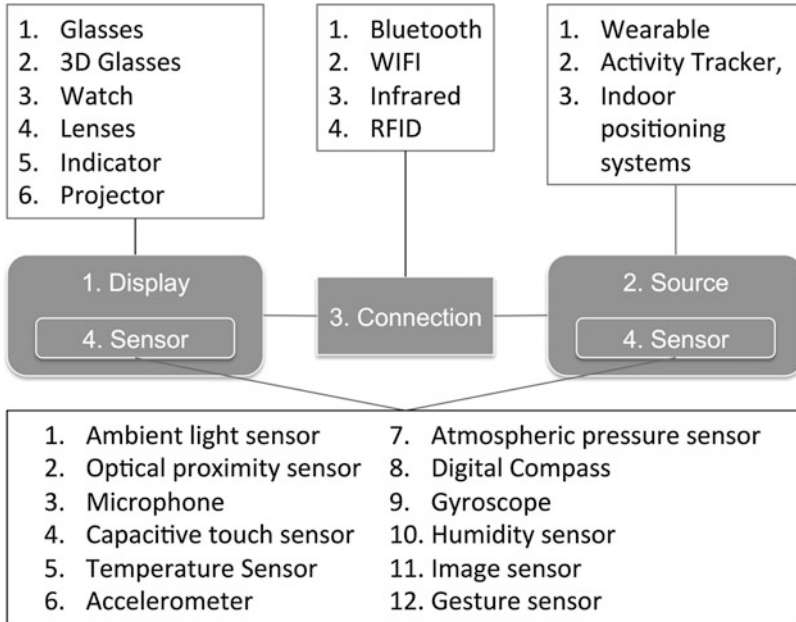 1. Glasses
2. 3D Glasses
3. Watch
4. Lenses
5. Indicator
6. Projector
1. Bluetooth
2. WIFI
3. Infrared
4. RFID
1. Wearable
2. Activity Tracker,
3. Indoor
positioning
systems
1. Display
4. Sensor
3. Connection
2. Source
4. Sensor
1. Ambient light sensor
2. Optical proximity sensor
3. Microphone
4. Capacitive touch sensor
5. Temperature Sensor
6. Accelerometer
7. Atmospheric pressure sensor
8. Digital Compass
9. Gyroscope
10. Humidity sensor
11. Image sensor
12. Gesture sensor